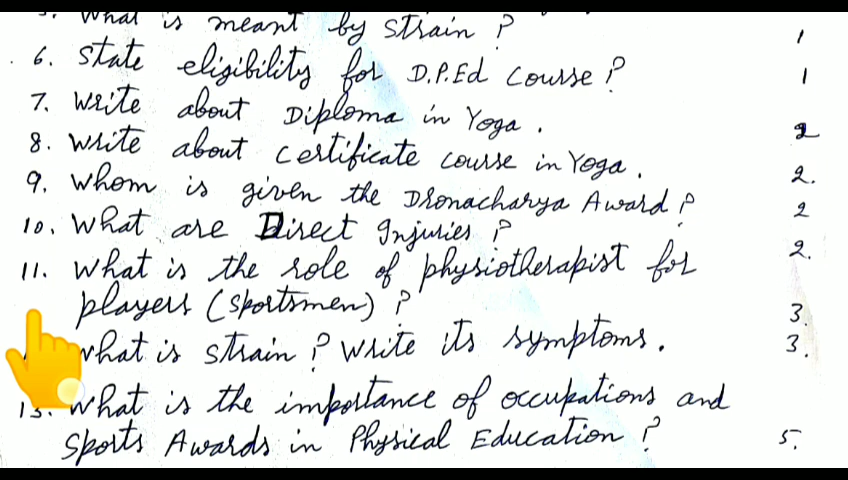 5. What is meant by strain ? 1
6. State eligibility for D.P.Ed course ? 1
7. Write about Diploma in Yoga . 2
8. Write about certificate course in Yoga . 2.
9. Whom is given the Dronacharya Award ? 2
10. What are Direct Injuries ? 2.
11. What is the role of physiotherapist for
players (sportsmen) ? 3.
What is strain ? Write its symptoms . 3.
13. What is the importance of occupations and
Sports Awards in Physical Education ? 5.